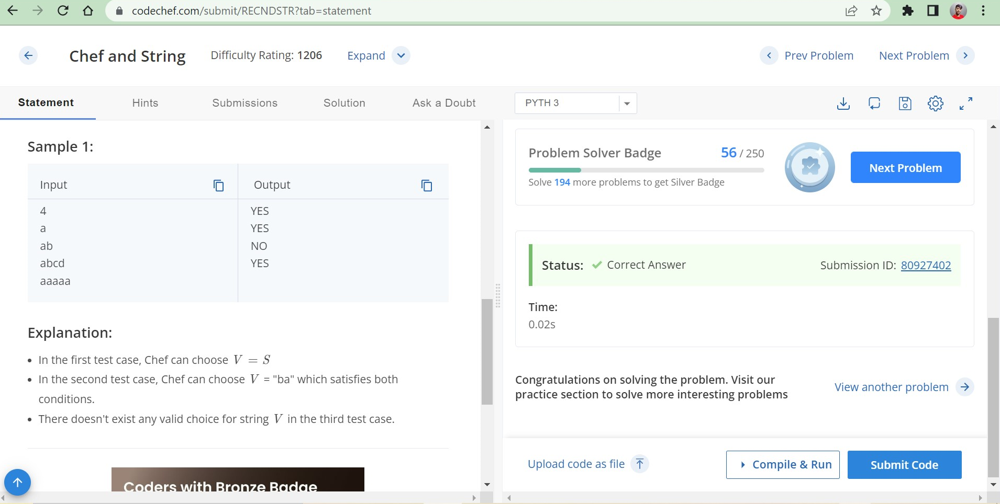 codechef.com/submit/RECNDSTR?tab=statement
Chef and String
Difficulty Rating: 1206
Expand
Prev Problem
Next Problem
Statement
Hints
Submissions
Solution
Ask a Doubt
PYTH 3
Sample 1:
Input
Output
4
a
ab
abcd
aaaaa
YES
YES
NO
YES
Explanation:
• In the first test case, Chef can choose V = S
• In the second test case, Chef can choose V = "ba" which satisfies both
conditions.
• There doesn't exist any valid choice for string V in the third test case.
Coders with Bronze Badge
Problem Solver Badge
56 / 250
Solve 194 more problems to get Silver Badge
Next Problem
Status: Correct Answer
Submission ID: 80927402
Time:
0.02s
Congratulations on solving the problem. Visit our
practice section to solve more interesting problems
View another problem
Upload code as file
Compile & Run
Submit Code